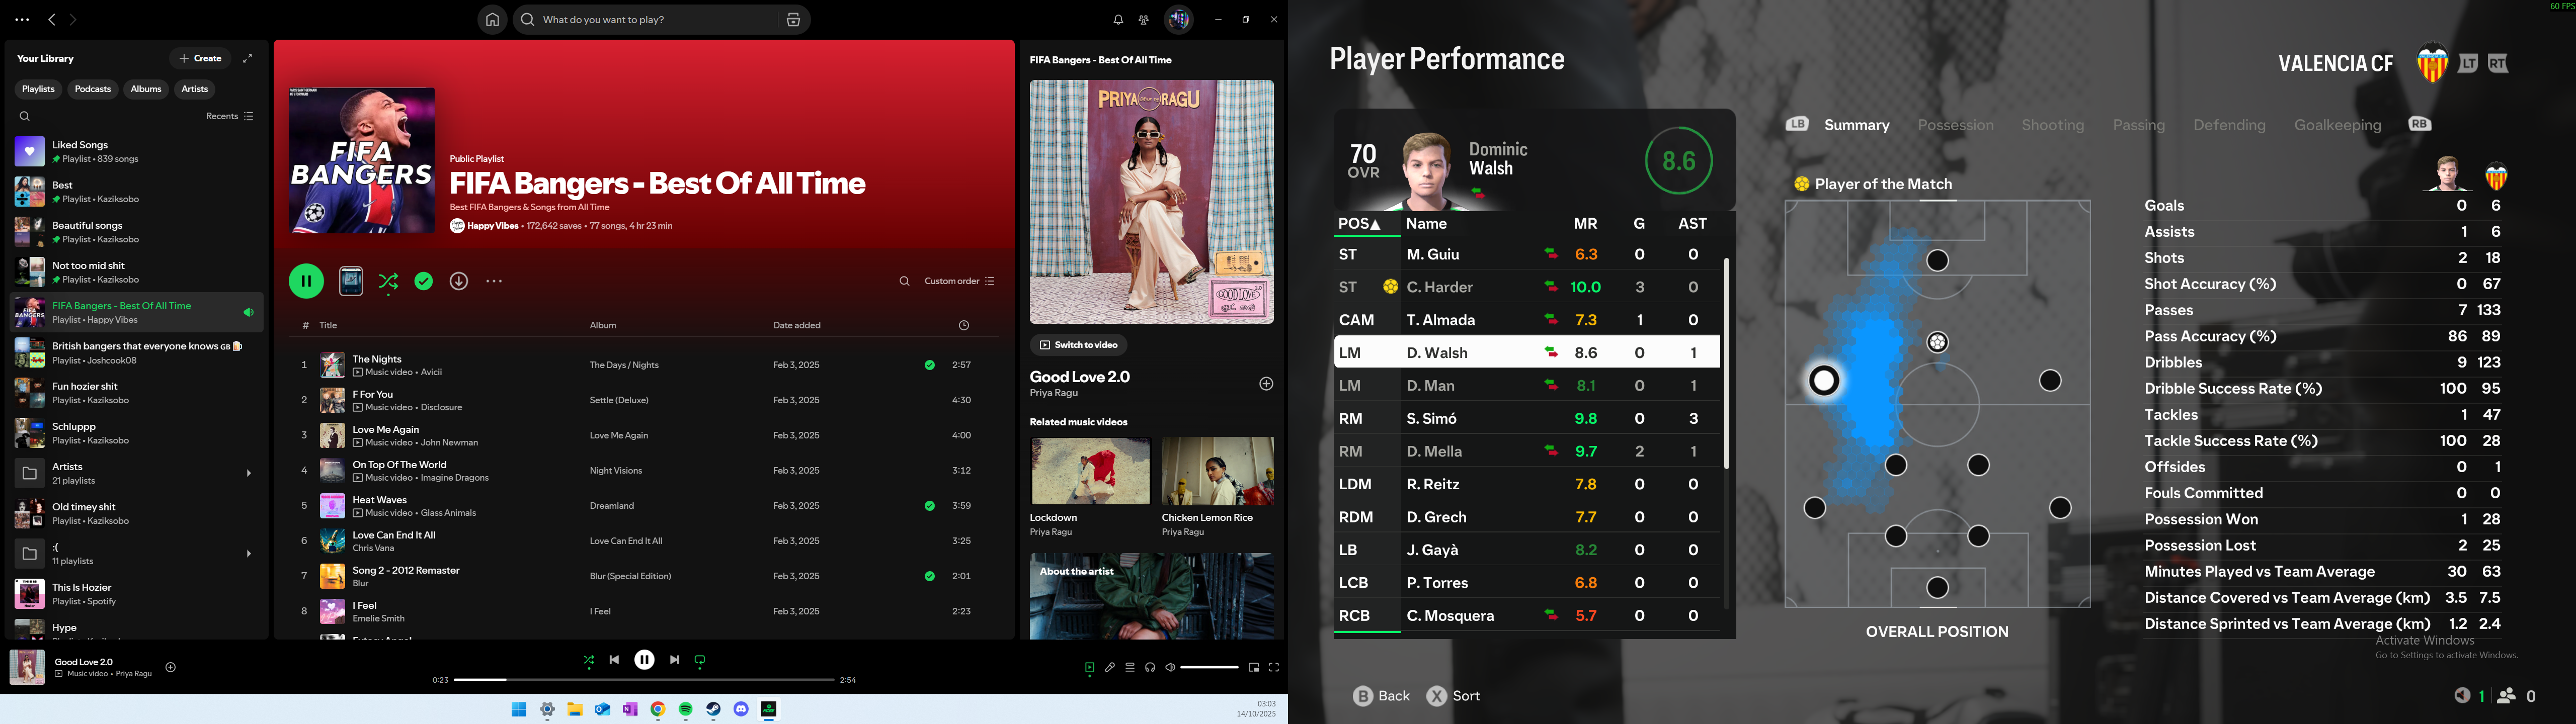 What do you want to play?
Your Library
Create
Playlists
Podcasts
Albums
Artists
Recents
Liked Songs
Playlist • 839 songs
Best
Playlist • Kaziksobo
Beautiful songs
Playlist • Kaziksobo
Not too mid shit
Playlist • Kaziksobo
FIFA Bangers - Best Of All Time
Playlist • Happy Vibes
British bangers that everyone knows GB
Playlist • Joshcook08
Fun hozier shit
Playlist • Kaziksobo
Schluppp
Playlist • Kaziksobo
Artists
21 playlists
Old timey shit
Playlist • Kaziksobo
:(
11 playlists
This Is Hozier
Playlist • Spotify
Hype
FIFA
BANGERS
Public Playlist
FIFA Bangers - Best Of All Time
Best FIFA Bangers & Songs from All Time
Happy Vibes • 172,642 saves • 77 songs, 4 hr 23 min
Custom order
# Title Album Date added
1 The Nights The Days / Nights Feb 3, 2025 2:57
Music video • Avicii
2 F For You Settle (Deluxe) Feb 3, 2025 4:30
Music video • Disclosure
3 Love Me Again Love Me Again Feb 3, 2025 4:00
Music video • John Newman
4 On Top Of The World Night Visions Feb 3, 2025 3:12
Music video • Imagine Dragons
5 Heat Waves Dreamland Feb 3, 2025 3:59
Music video • Glass Animals
6 Love Can End It All Love Can End It All Feb 3, 2025 3:25
Chris Vana
7 Song 2 - 2012 Remaster Blur (Special Edition) Feb 3, 2025 2:01
Blur
8 I Feel I Feel Feb 3, 2025 2:23
Emelie Smith
FIFA Bangers - Best Of All Time
PRIYA RAGU
GOOD LOVE 2.0
Switch to video
Good Love 2.0
Priya Ragu
Related music videos
Lockdown
Priya Ragu
Chicken Lemon Rice
Priya Ragu
About the artist
Good Love 2.0
Music video • Priya Ragu
0:23
2:54
03:03
14/10/2025
60 FPS
Player Performance
VALENCIA CF
LT
RT
70
OVR
Dominic
Walsh
8.6
POS Name MR G AST
ST M. Guiu 6.3 0 0
ST C. Harder 10.0 3 0
CAM T. Almada 7.3 1 0
LM D. Walsh 8.6 0 1
LM D. Man 8.1 0 1
RM S. Simó 9.8 0 3
RM D. Mella 9.7 2 1
LDM R. Reitz 7.8 0 0
RDM D. Grech 7.7 0 0
LB J. Gayà 8.2 0 0
LCB P. Torres 6.8 0 0
RCB C. Mosquera 5.7 0 0
LB Summary Possession Shooting Passing Defending Goalkeeping RB
Player of the Match
OVERALL POSITION
Goals 0 6
Assists 1 6
Shots 2 18
Shot Accuracy (%) 0 67
Passes 7 133
Pass Accuracy (%) 86 89
Dribbles 9 123
Dribble Success Rate (%) 100 95
Tackles 1 47
Tackle Success Rate (%) 100 28
Offsides 0 1
Fouls Committed 0 0
Possession Won 1 28
Possession Lost 2 25
Minutes Played vs Team Average 30 63
Distance Covered vs Team Average (km) 3.5 7.5
Distance Sprinted vs Team Average (km) 1.2 2.4
Activate Windows
Go to Settings to activate Windows.
B Back X Sort
1 0